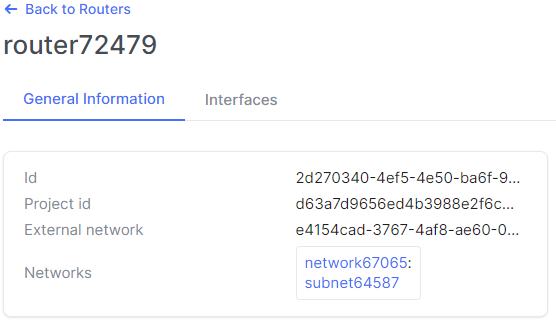 Back to Routers
router72479
General Information
Interfaces
Id
2d270340-4ef5-4e50-ba6f-9...
Project id
d63a7d9656ed4b3988e2f6c...
External network
e4154cad-3767-4af8-ae60-0...
Networks
network67065:
subnet64587